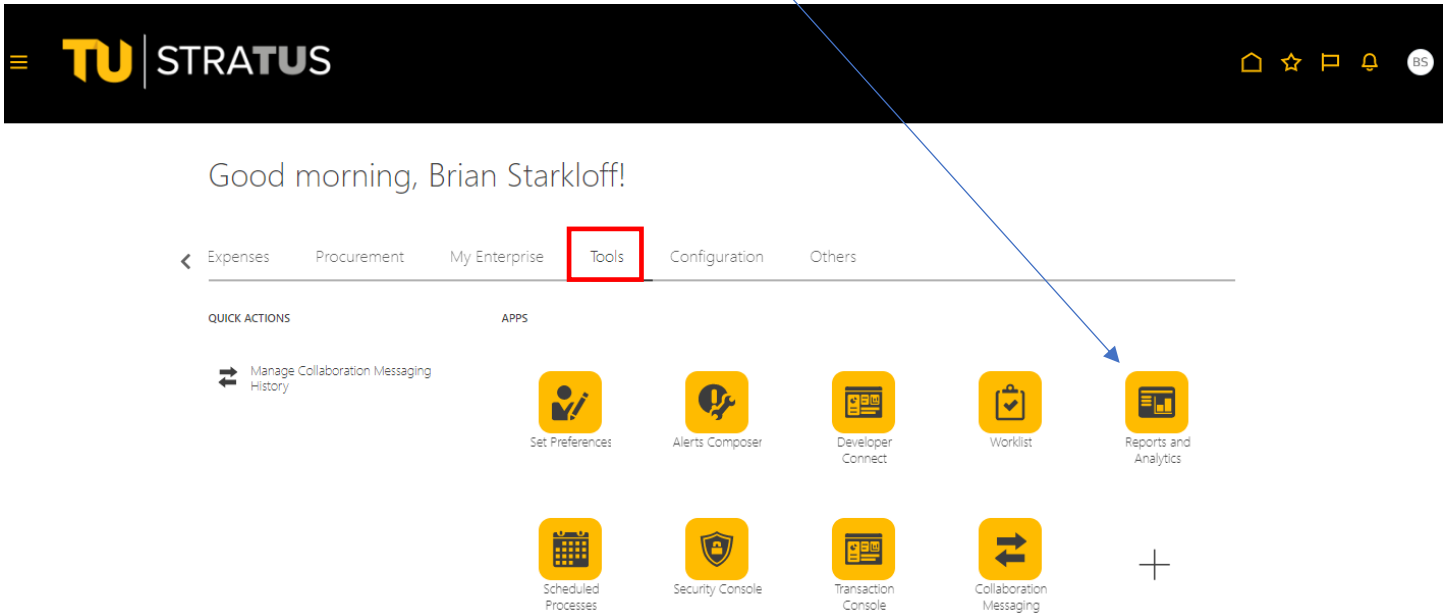 TU STRATUS
BS
Good morning, Brian Starkloff!
Expenses Procurement My Enterprise Tools Configuration Others
QUICK ACTIONS
APPS
Manage Collaboration Messaging
History
Set Preferences
Alerts Composer
Developer
Connect
Worklist
Reports and
Analytics
Scheduled
Processes
Security Console
Transaction
Console
Collaboration
Messaging